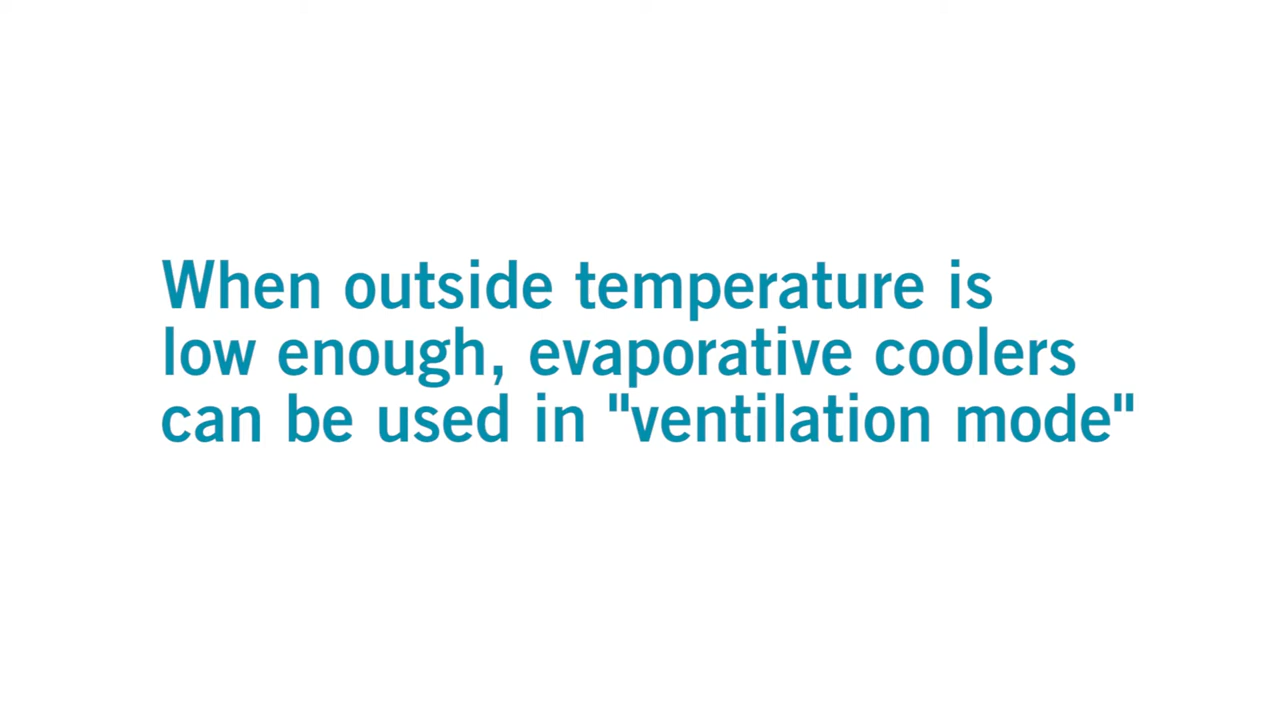 When outside temperature is
low enough, evaporative coolers
can be used in "ventilation mode"